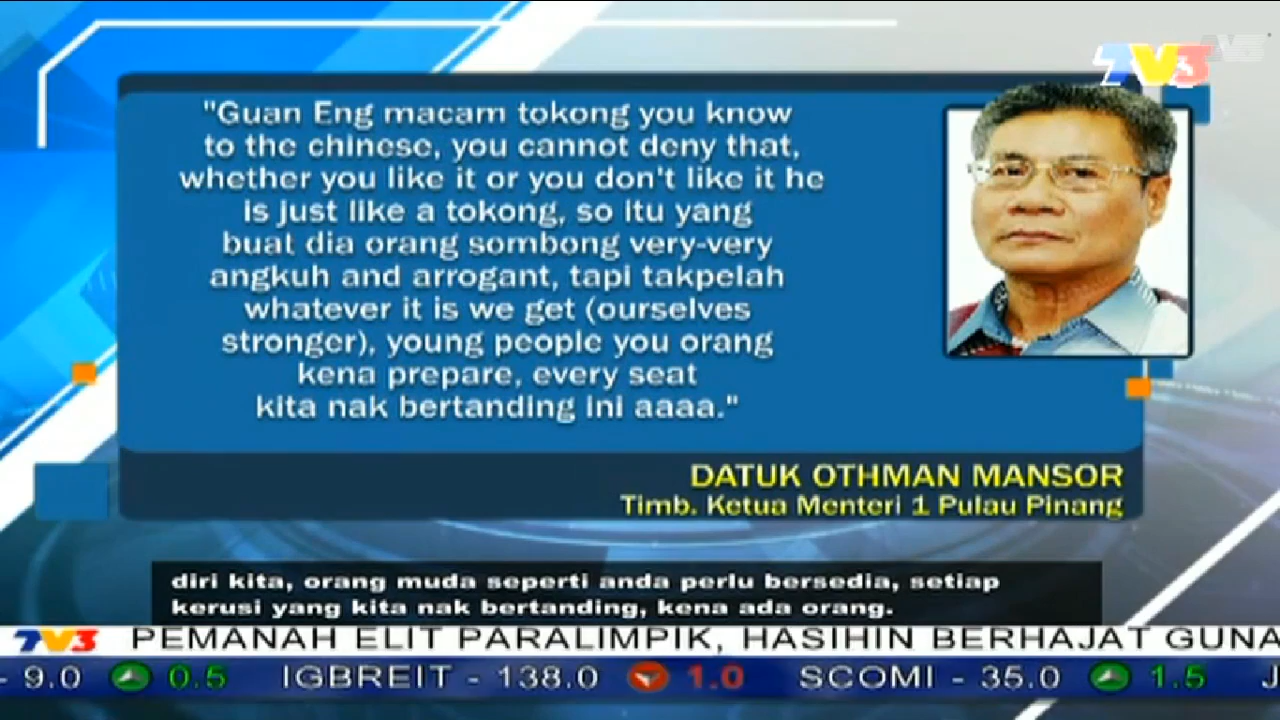 TV3
"Guan Eng macam tokong you know
to the chinese, you cannot deny that,
whether you like it or you don't like it he
is just like a tokong, so itu yang
buat dia orang sombong very-very
angkuh and arrogant, tapi takpelah
whatever it is we get (ourselves
stronger), young people you orang
kena prepare, every seat
kita nak bertanding ini aaaa."
DATUK OTHMAN MANSOR
Timb. Ketua Menteri 1 Pulau Pinang
diri kita, orang muda seperti anda perlu bersedia, setiap
kerusi yang kita nak bertanding, kena ada orang.
TV3 PEMANAH ELIT PARALIMPIK, HASIHIN BERHAJAT GUNA
- 9.0 0.5 IGBREIT - 138.0 1.0 SCOMI - 35.0 1.5 J